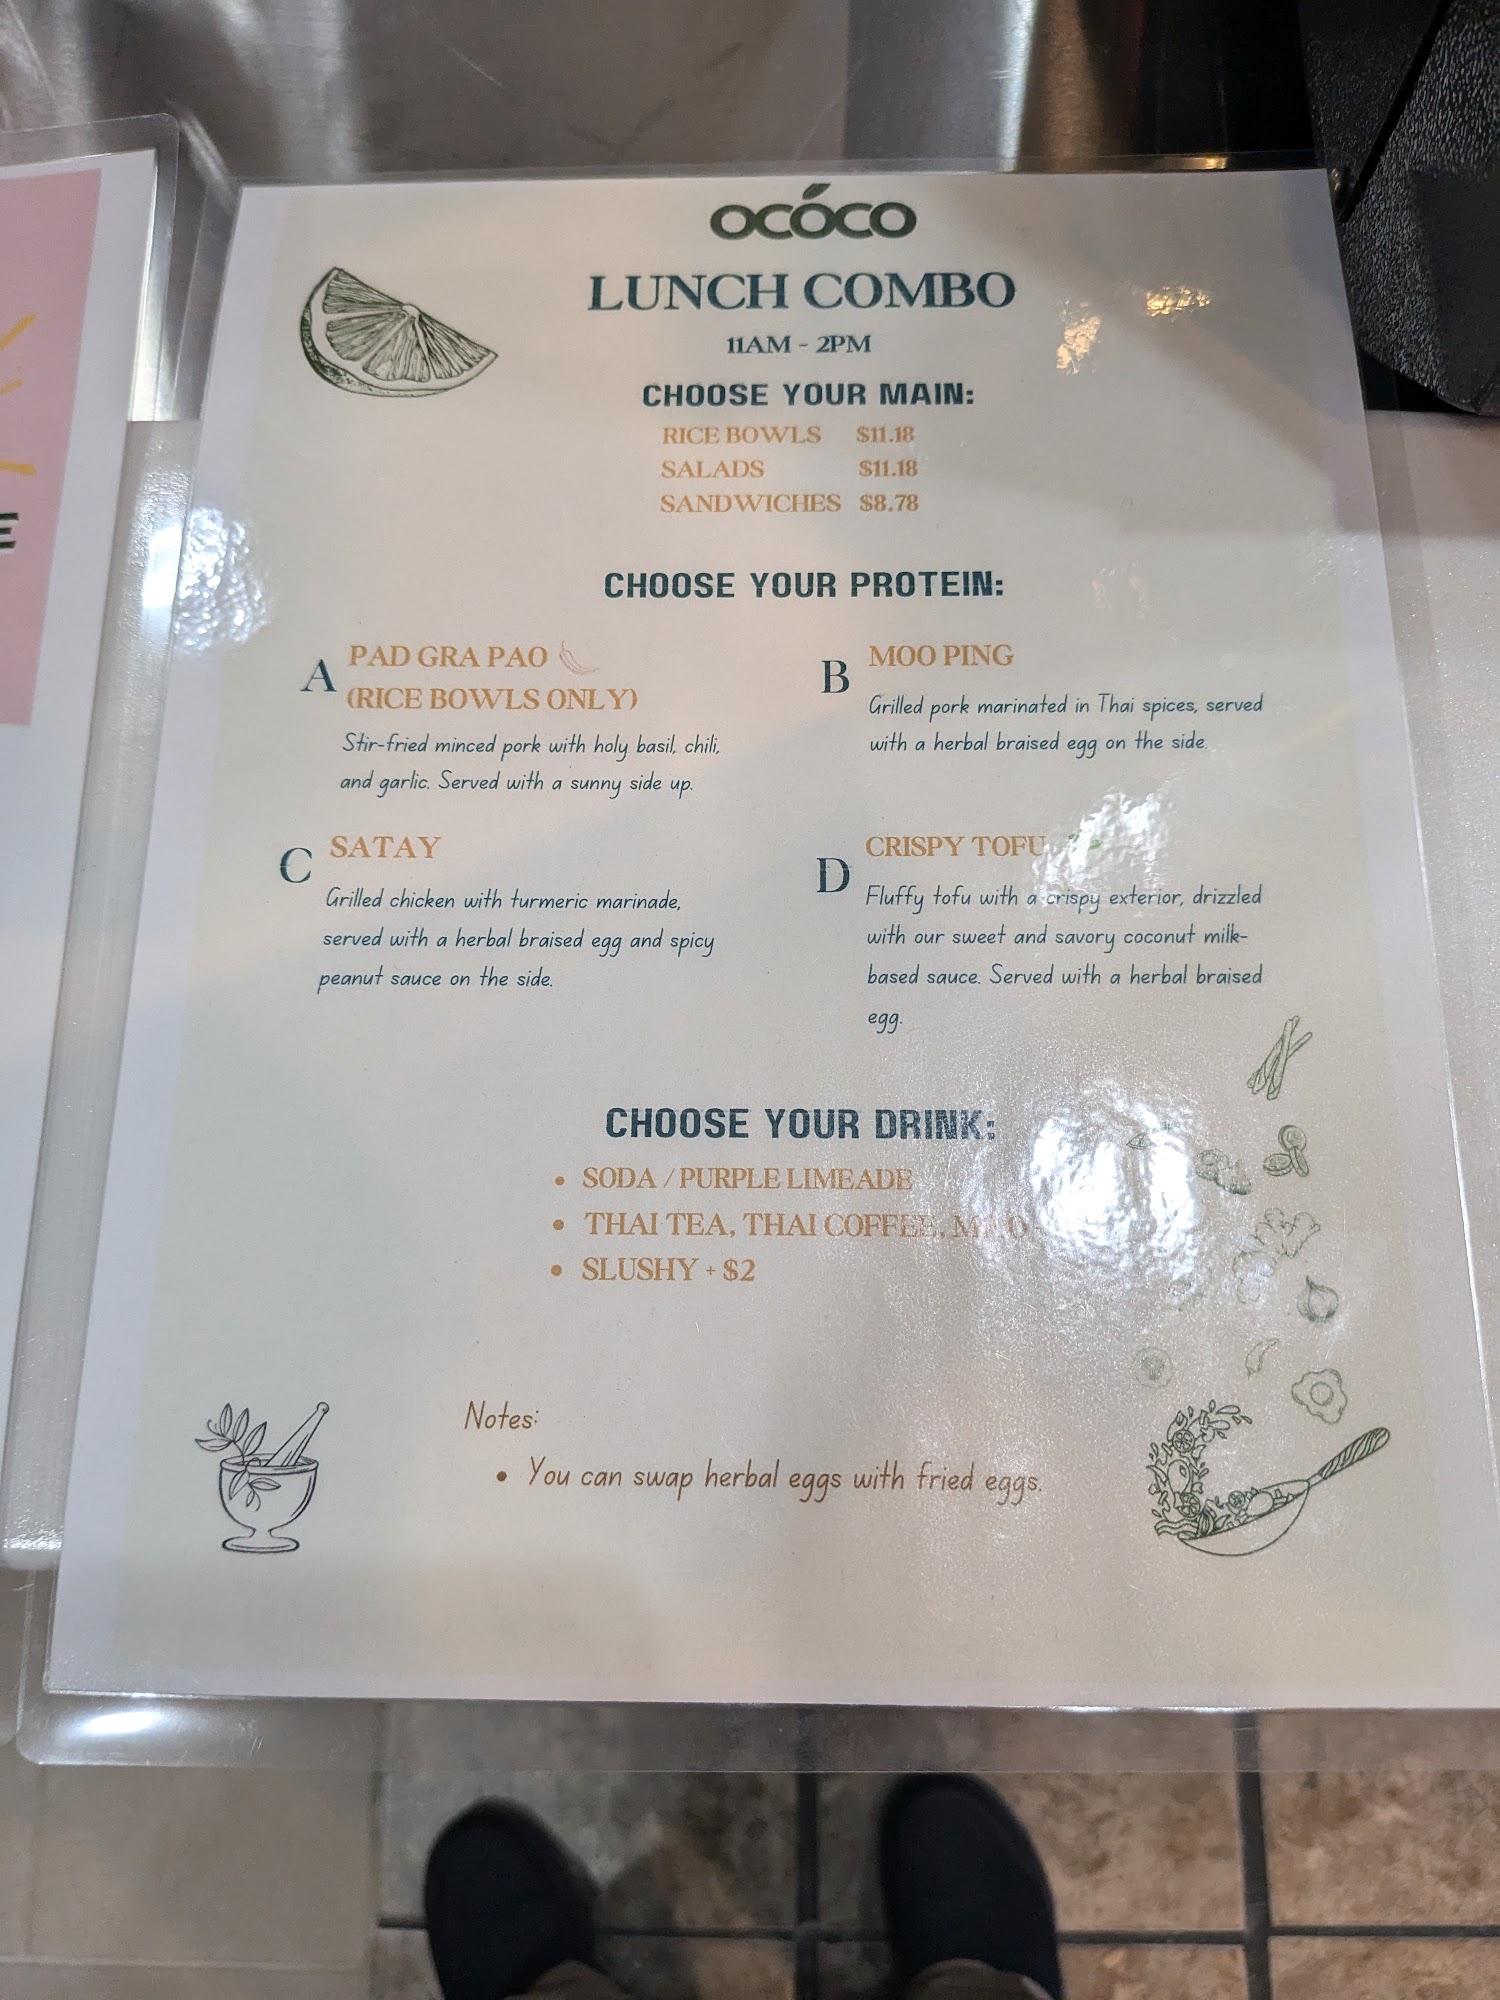 OCÓCO
LUNCH COMBO
11AM - 2PM
CHOOSE YOUR MAIN:
RICE BOWLS $11.18
SALADS $11.18
SANDWICHES $8.78
CHOOSE YOUR PROTEIN:
A PAD GRA PAO
(RICE BOWLS ONLY)
Stir-fried minced pork with holy basil, chili,
and garlic. Served with a sunny side up.
B MOO PING
Grilled pork marinated in Thai spices, served
with a herbal braised egg on the side.
C SATAY
Grilled chicken with turmeric marinade,
served with a herbal braised egg and spicy
peanut sauce on the side.
D CRISPY TOFU
Fluffy tofu with a crispy exterior, drizzled
with our sweet and savory coconut milk-
based sauce. Served with a herbal braised
egg.
CHOOSE YOUR DRINK:
• SODA / PURPLE LIMEADE
• THAI TEA, THAI COFFEE,
• SLUSHY + $2
Notes:
• You can swap herbal eggs with fried eggs.
E